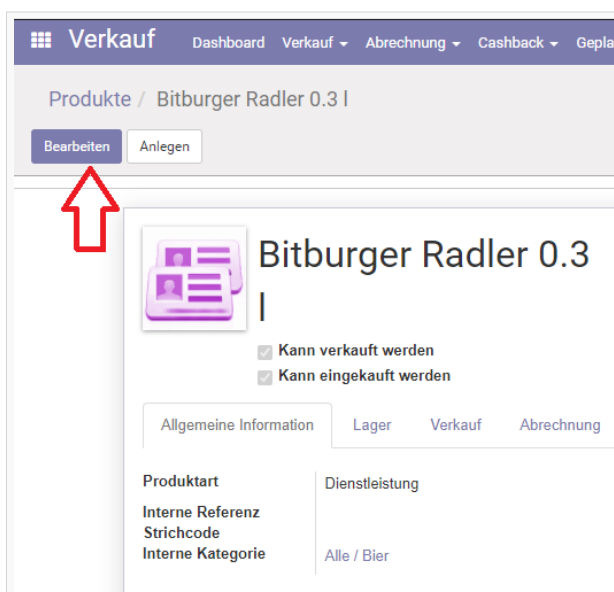 Verkauf Dashboard Verkauf Abrechnung Cashback Gepla
Produkte / Bitburger Radler 0.3 l
Bearbeiten Anlegen
Bitburger Radler 0.3
l
Kann verkauft werden
Kann eingekauft werden
Allgemeine Information Lager Verkauf Abrechnung
Produktart Dienstleistung
Interne Referenz
Strichcode
Interne Kategorie Alle / Bier